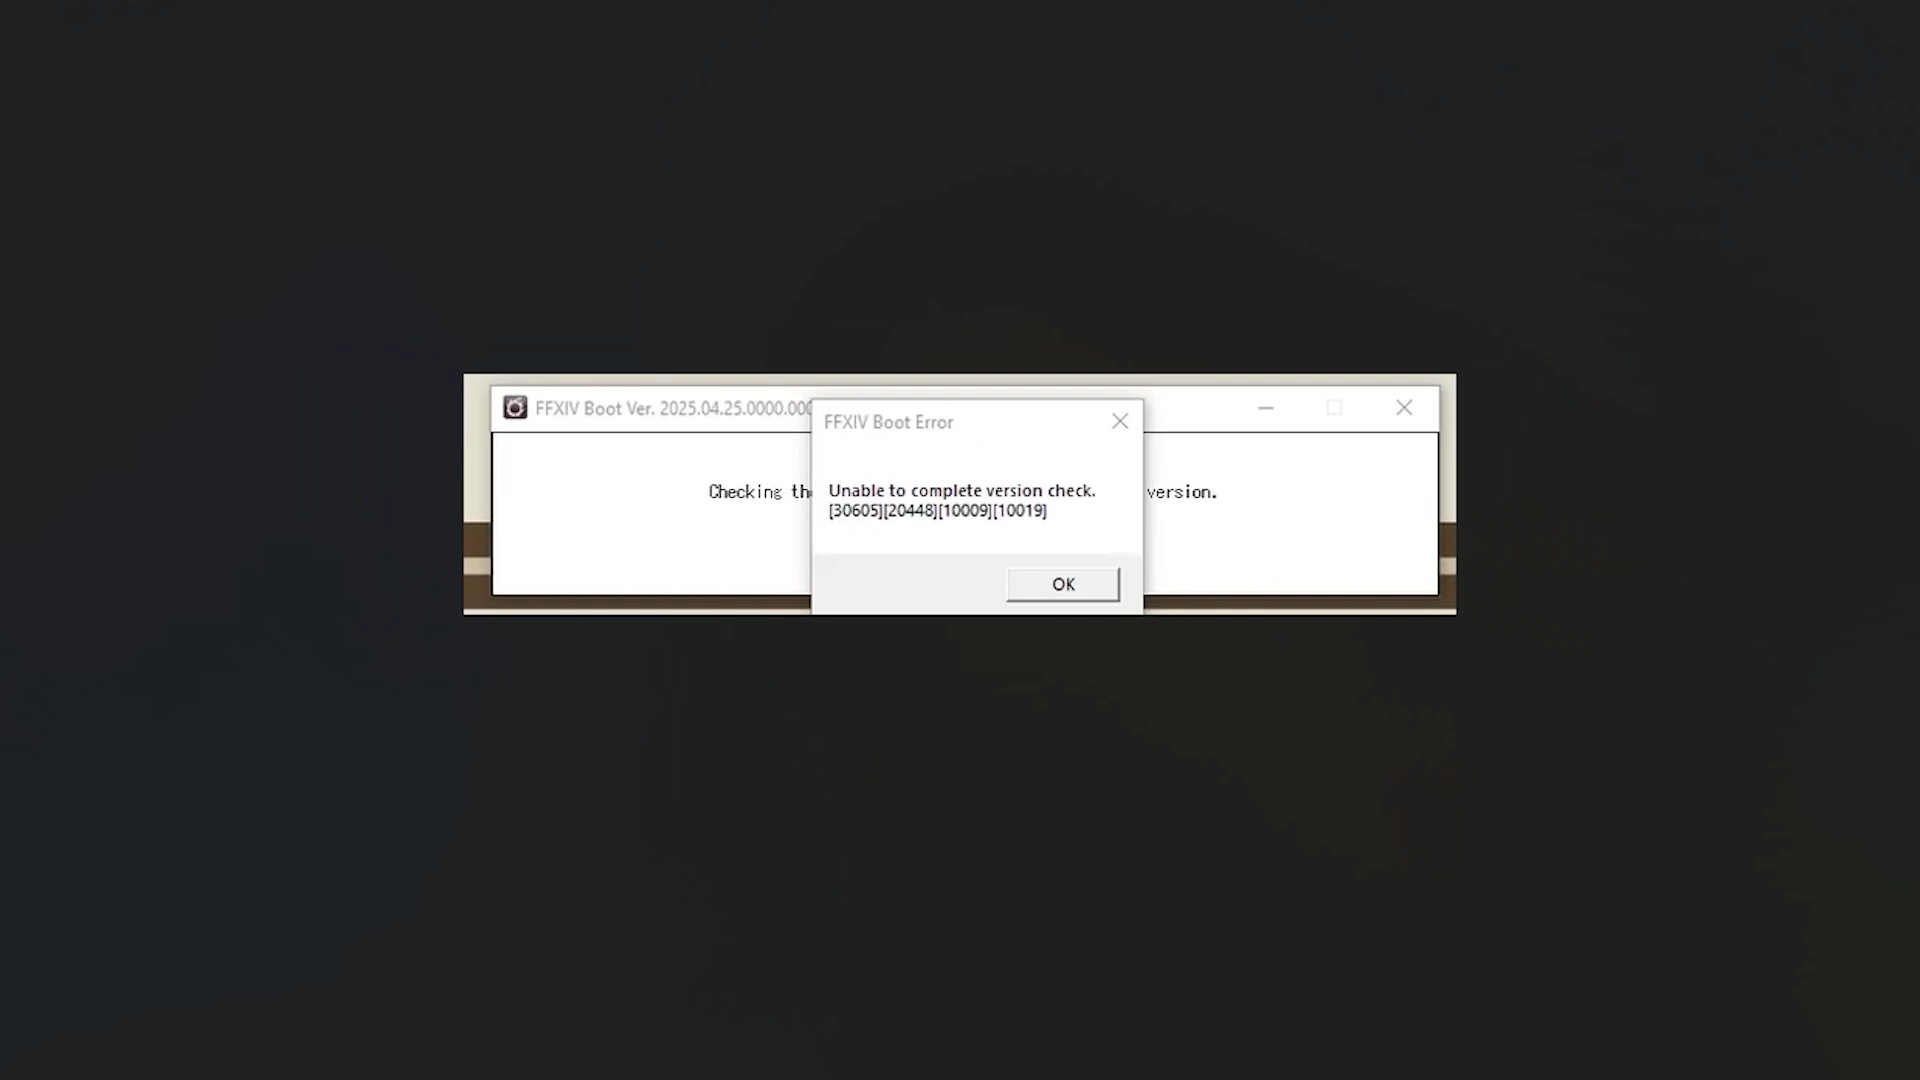 FFXIV Boot Ver. 2025.04.25.0000.000
FFXIV Boot Error
Checking the
version.
Unable to complete version check.
[30605][20448][10009][10019]
OK